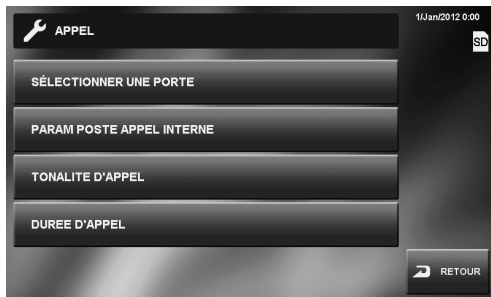 1/Jan/2012 0:00
APPEL
SD
SÉLECTIONNER UNE PORTE
PARAM POSTE APPEL INTERNE
TONALITE D'APPEL
DUREE D'APPEL
RETOUR